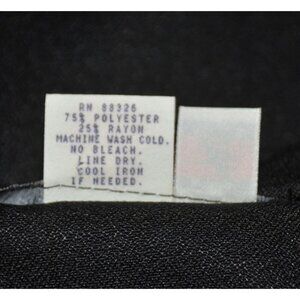 RN 88326
75% POLYESTER
25% RAYON
MACHINE WASH COLD.
NO BLEACH.
LINE DRY.
COOL IRON
IF NEEDED.